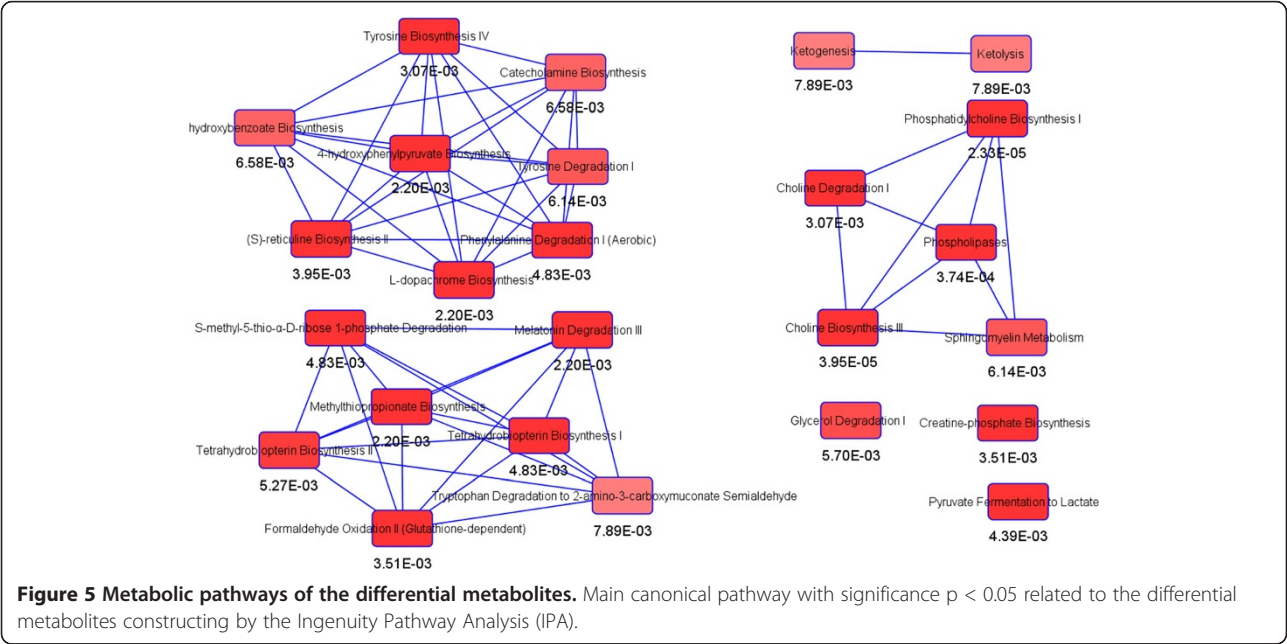 Tyrosine Biosynthesis IV
3.07E-03
Catecholamine Biosynthesis
6.58E-03
hydroxybenzoate Biosynthesis
6.58E-03
4-hydroxyphenylpyruvate Biosynthesis
2.20E-03
Tyrosine Degradation I
6.14E-03
(S)-reticuline Biosynthesis II
3.95E-03
Phenylalanine Degradation I (Aerobic)
4.83E-03
L-dopachrome Biosynthesis
2.20E-03
S-methyl-5-thio-α-D-ribose 1-phosphate Degradation
4.83E-03
Melatonin Degradation III
2.20E-03
Methylthiopropionate Biosynthesis
2.20E-03
Tetrahydrobiopterin Biosynthesis I
4.83E-03
Tetrahydrobiopterin Biosynthesis II
5.27E-03
Tryptophan Degradation to 2-amino-3-carboxymuconate Semialdehyde
7.89E-03
Formaldehyde Oxidation II (Glutathione-dependent)
3.51E-03
Ketogenesis
7.89E-03
Ketolysis
7.89E-03
Phosphatidylcholine Biosynthesis I
2.33E-05
Choline Degradation I
3.07E-03
Phospholipases
3.74E-04
Choline Biosynthesis III
3.95E-05
Sphingomyelin Metabolism
6.14E-03
Glycerol Degradation I
5.70E-03
Creatine-phosphate Biosynthesis
3.51E-03
Pyruvate Fermentation to Lactate
4.39E-03
Figure 5 Metabolic pathways of the differential metabolites. Main canonical pathway with significance p < 0.05 related to the differential
metabolites constructing by the Ingenuity Pathway Analysis (IPA).